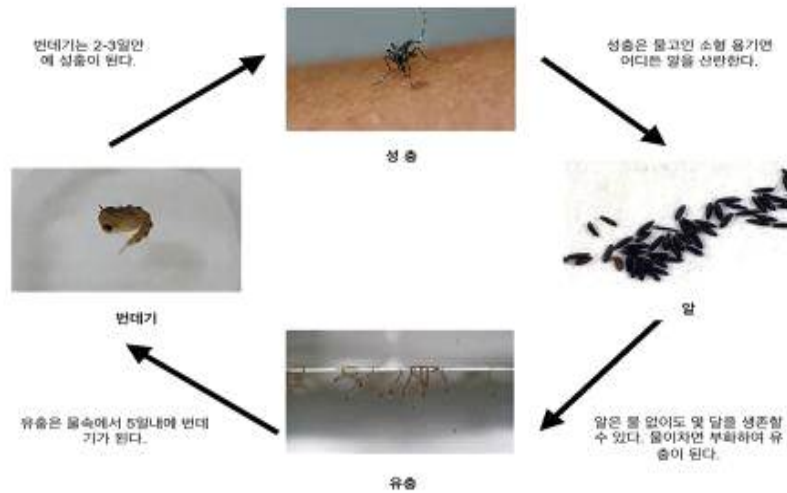 번데기는 2-3일안
에 성충이 된다.
성충은 물고인 소형 용기면
어디든 알을 산란한다.
성 충
번데기
알
유충은 물속에서 5일내에 번데
기가 된다.
유충
알은 물 없이도 몇 달을 생존할
수 있다. 물이차면 부화하여 유
충이 된다.